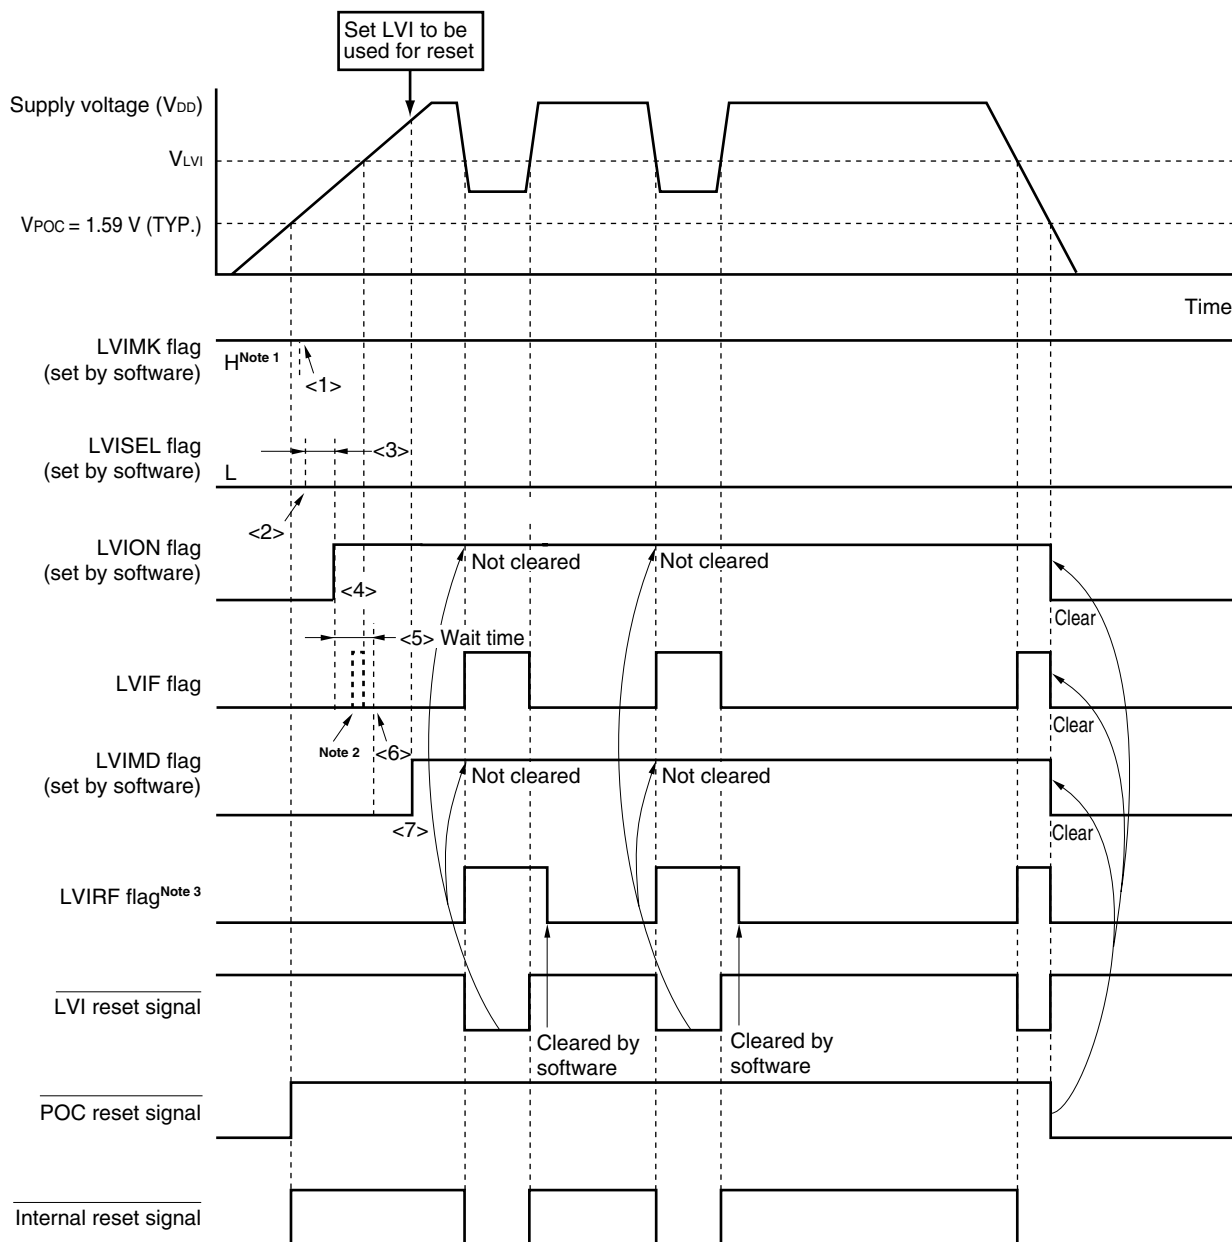 Set LVI to be
used for reset
Supply voltage (VDD)
VLVI
VPOC = 1.59 V (TYP.)
Time
LVIMK flag
(set by software)
H Note 1
<1>
LVISEL flag
(set by software)
L
<3>
<2>
LVION flag
(set by software)
Not cleared
Not cleared
<4>
Clear
<5> Wait time
LVIF flag
Note 2
<6>
Clear
LVIMD flag
(set by software)
Not cleared
Not cleared
<7>
Clear
LVIRF flag Note 3
LVI reset signal
Cleared by
software
Cleared by
software
POC reset signal
Internal reset signal